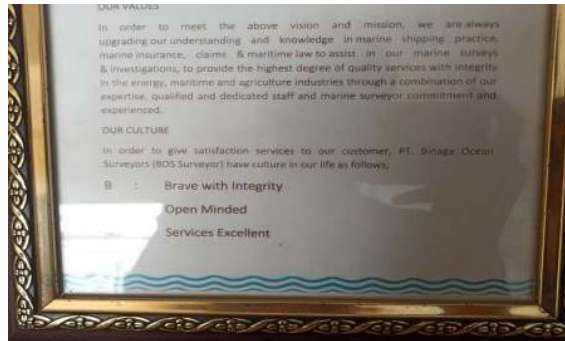 OUR VALUES
In order to meet the above vision and mission, we are always
upgrading our understanding and knowledge in marine shipping practice,
marine insurance, claims & maritime law to assist in our marine surveys
& investigations, to provide the highest degree of quality services with integrity
in the energy, maritime and agriculture industries through a combination of our
expertise, qualified and dedicated staff and marine surveyor commitment and
experienced.
OUR CULTURE
In order to give satisfaction services to our customer, PT. Binaga Ocean
Surveyors (BOS Surveyor) have culture in our life as follows;
B : Brave with Integrity
Open Minded
Services Excellent